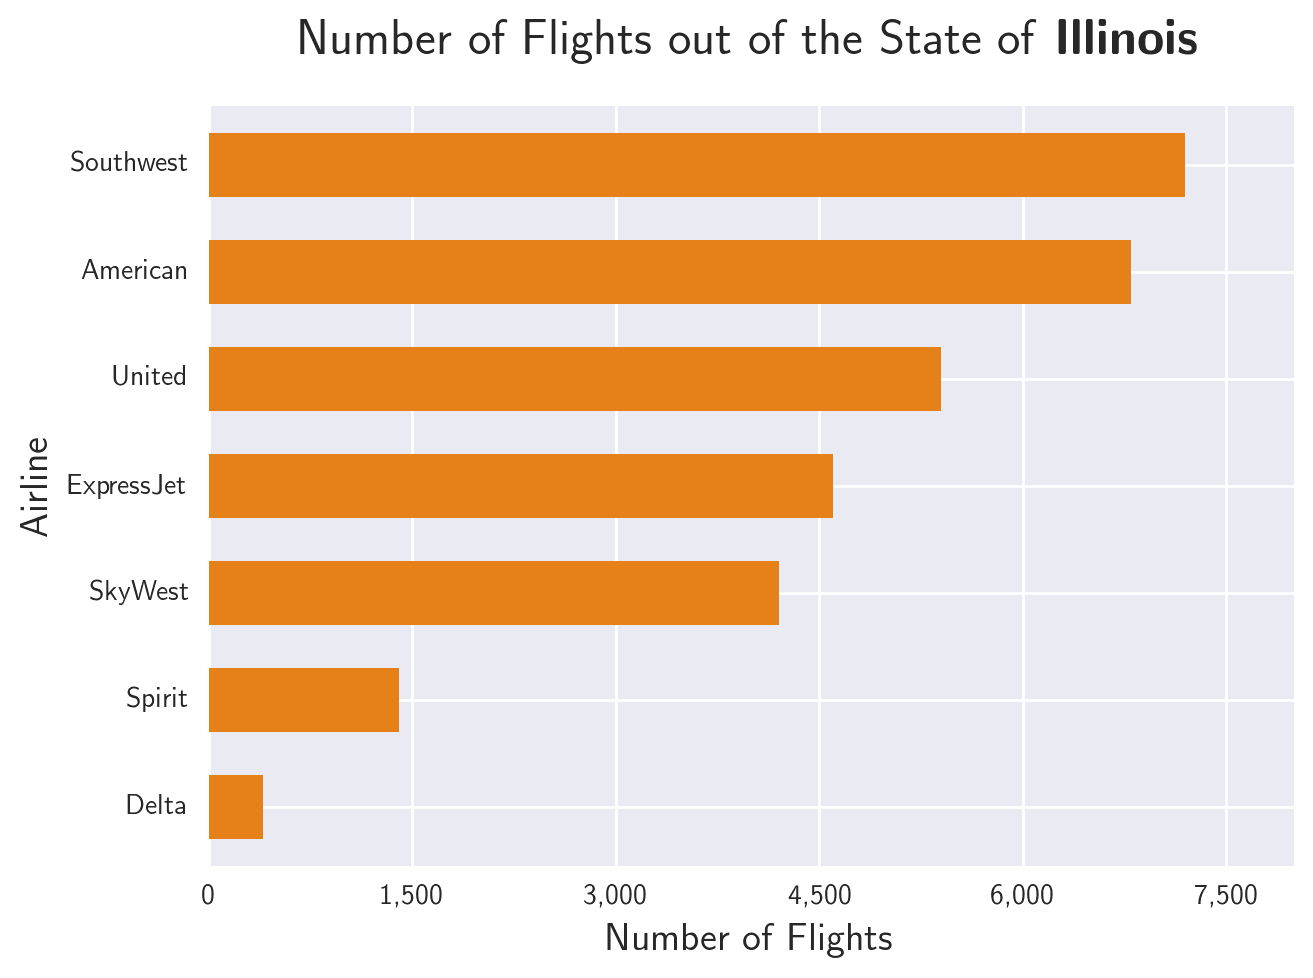 Number of Flights out of the State of Illinois
Southwest
American
United
ExpressJet
SkyWest
Spirit
Delta
Airline
0 1,500 3,000 4,500 6,000 7,500
Number of Flights